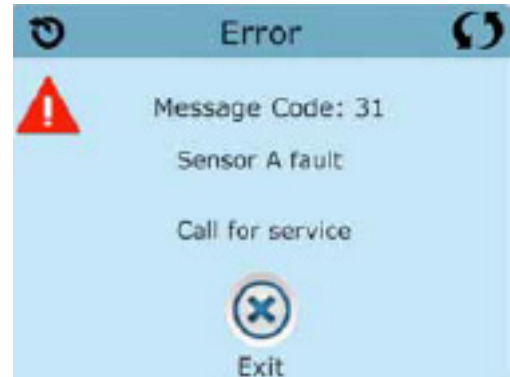 Error
Message Code: 31
Sensor A fault
Call for service
Exit